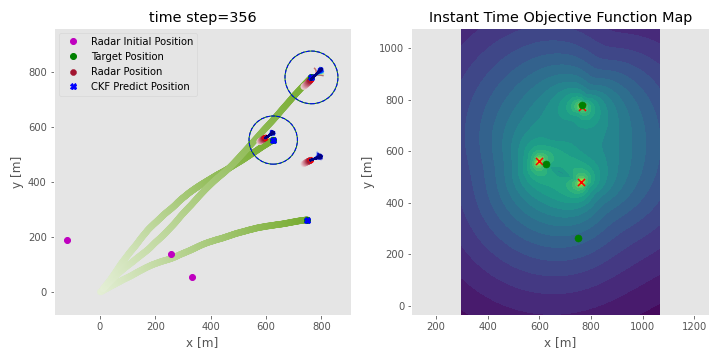 time step=356
Radar Initial Position
Target Position
Radar Position
CKF Predict Position
y [m]
800
600
400
200
0
0
200
400
600
800
x [m]
Instant Time Objective Function Map
y [m]
1000
800
600
400
200
0
200
400
600
800
1000
1200
x [m]